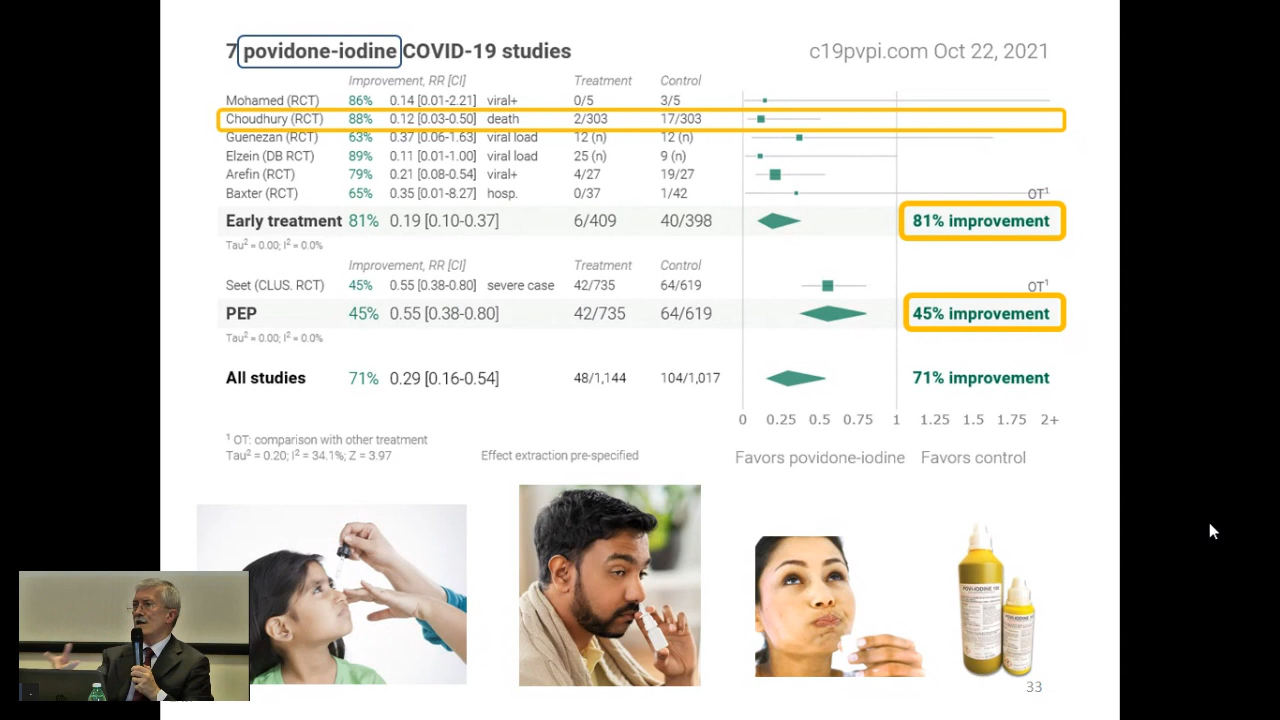 7 povidone-iodine COVID-19 studies c19pvpi.com Oct 22, 2021
Improvement, RR [CI] Treatment Control
Mohamed (RCT) 86% 0.14 [0.01-2.21] viral+ 0/5 3/5
Choudhury (RCT) 88% 0.12 [0.03-0.50] death 2/303 17/303
Guenezan (RCT) 63% 0.37 [0.06-1.63] viral load 12 (n) 12 (n)
Elzein (DB RCT) 89% 0.11 [0.01-1.00] viral load 25 (n) 9 (n)
Arefin (RCT) 79% 0.21 [0.08-0.54] viral+ 4/27 19/27
Baxter (RCT) 65% 0.35 [0.01-8.27] hosp. 0/37 1/42 OT¹
Early treatment 81% 0.19 [0.10-0.37] 6/409 40/398 81% improvement
Tau² = 0.00; I² = 0.0%
Improvement, RR [CI] Treatment Control
Seet (CLUS. RCT) 45% 0.55 [0.38-0.80] severe case 42/735 64/619 OT¹
PEP 45% 0.55 [0.38-0.80] 42/735 64/619 45% improvement
Tau² = 0.00; I² = 0.0%
All studies 71% 0.29 [0.16-0.54] 48/1,144 104/1,017 71% improvement
0 0.25 0.5 0.75 1 1.25 1.5 1.75 2+
¹ OT: comparison with other treatment
Tau² = 0.20; I² = 34.1%; Z = 3.97 Effect extraction pre-specified Favors povidone-iodine Favors control
33